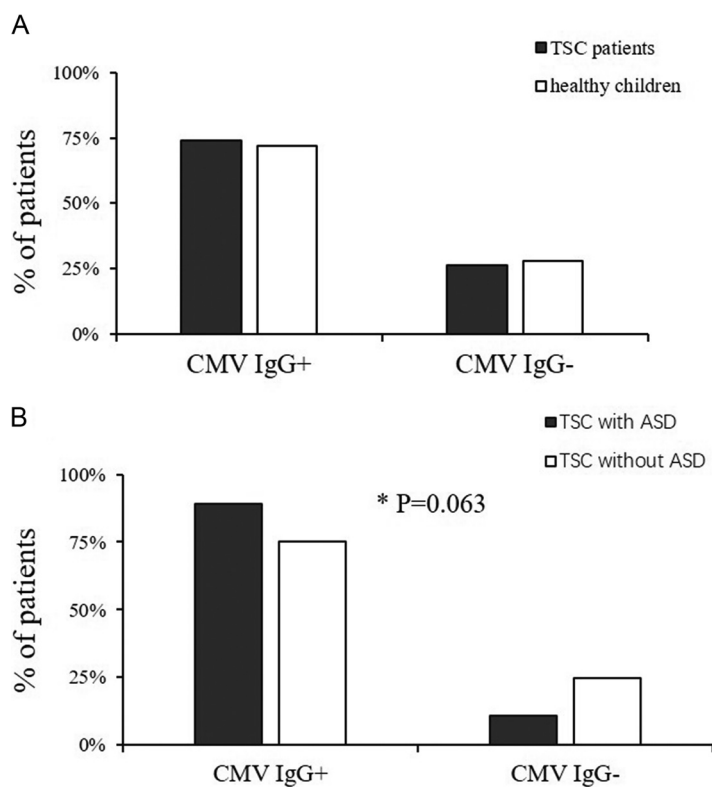 A
TSC patients
healthy children
100%
75%
50%
25%
0%
% of patients
CMV IgG+ CMV IgG-
B
TSC with ASD
TSC without ASD
* P=0.063
100%
75%
50%
25%
0%
% of patients
CMV IgG+ CMV IgG-